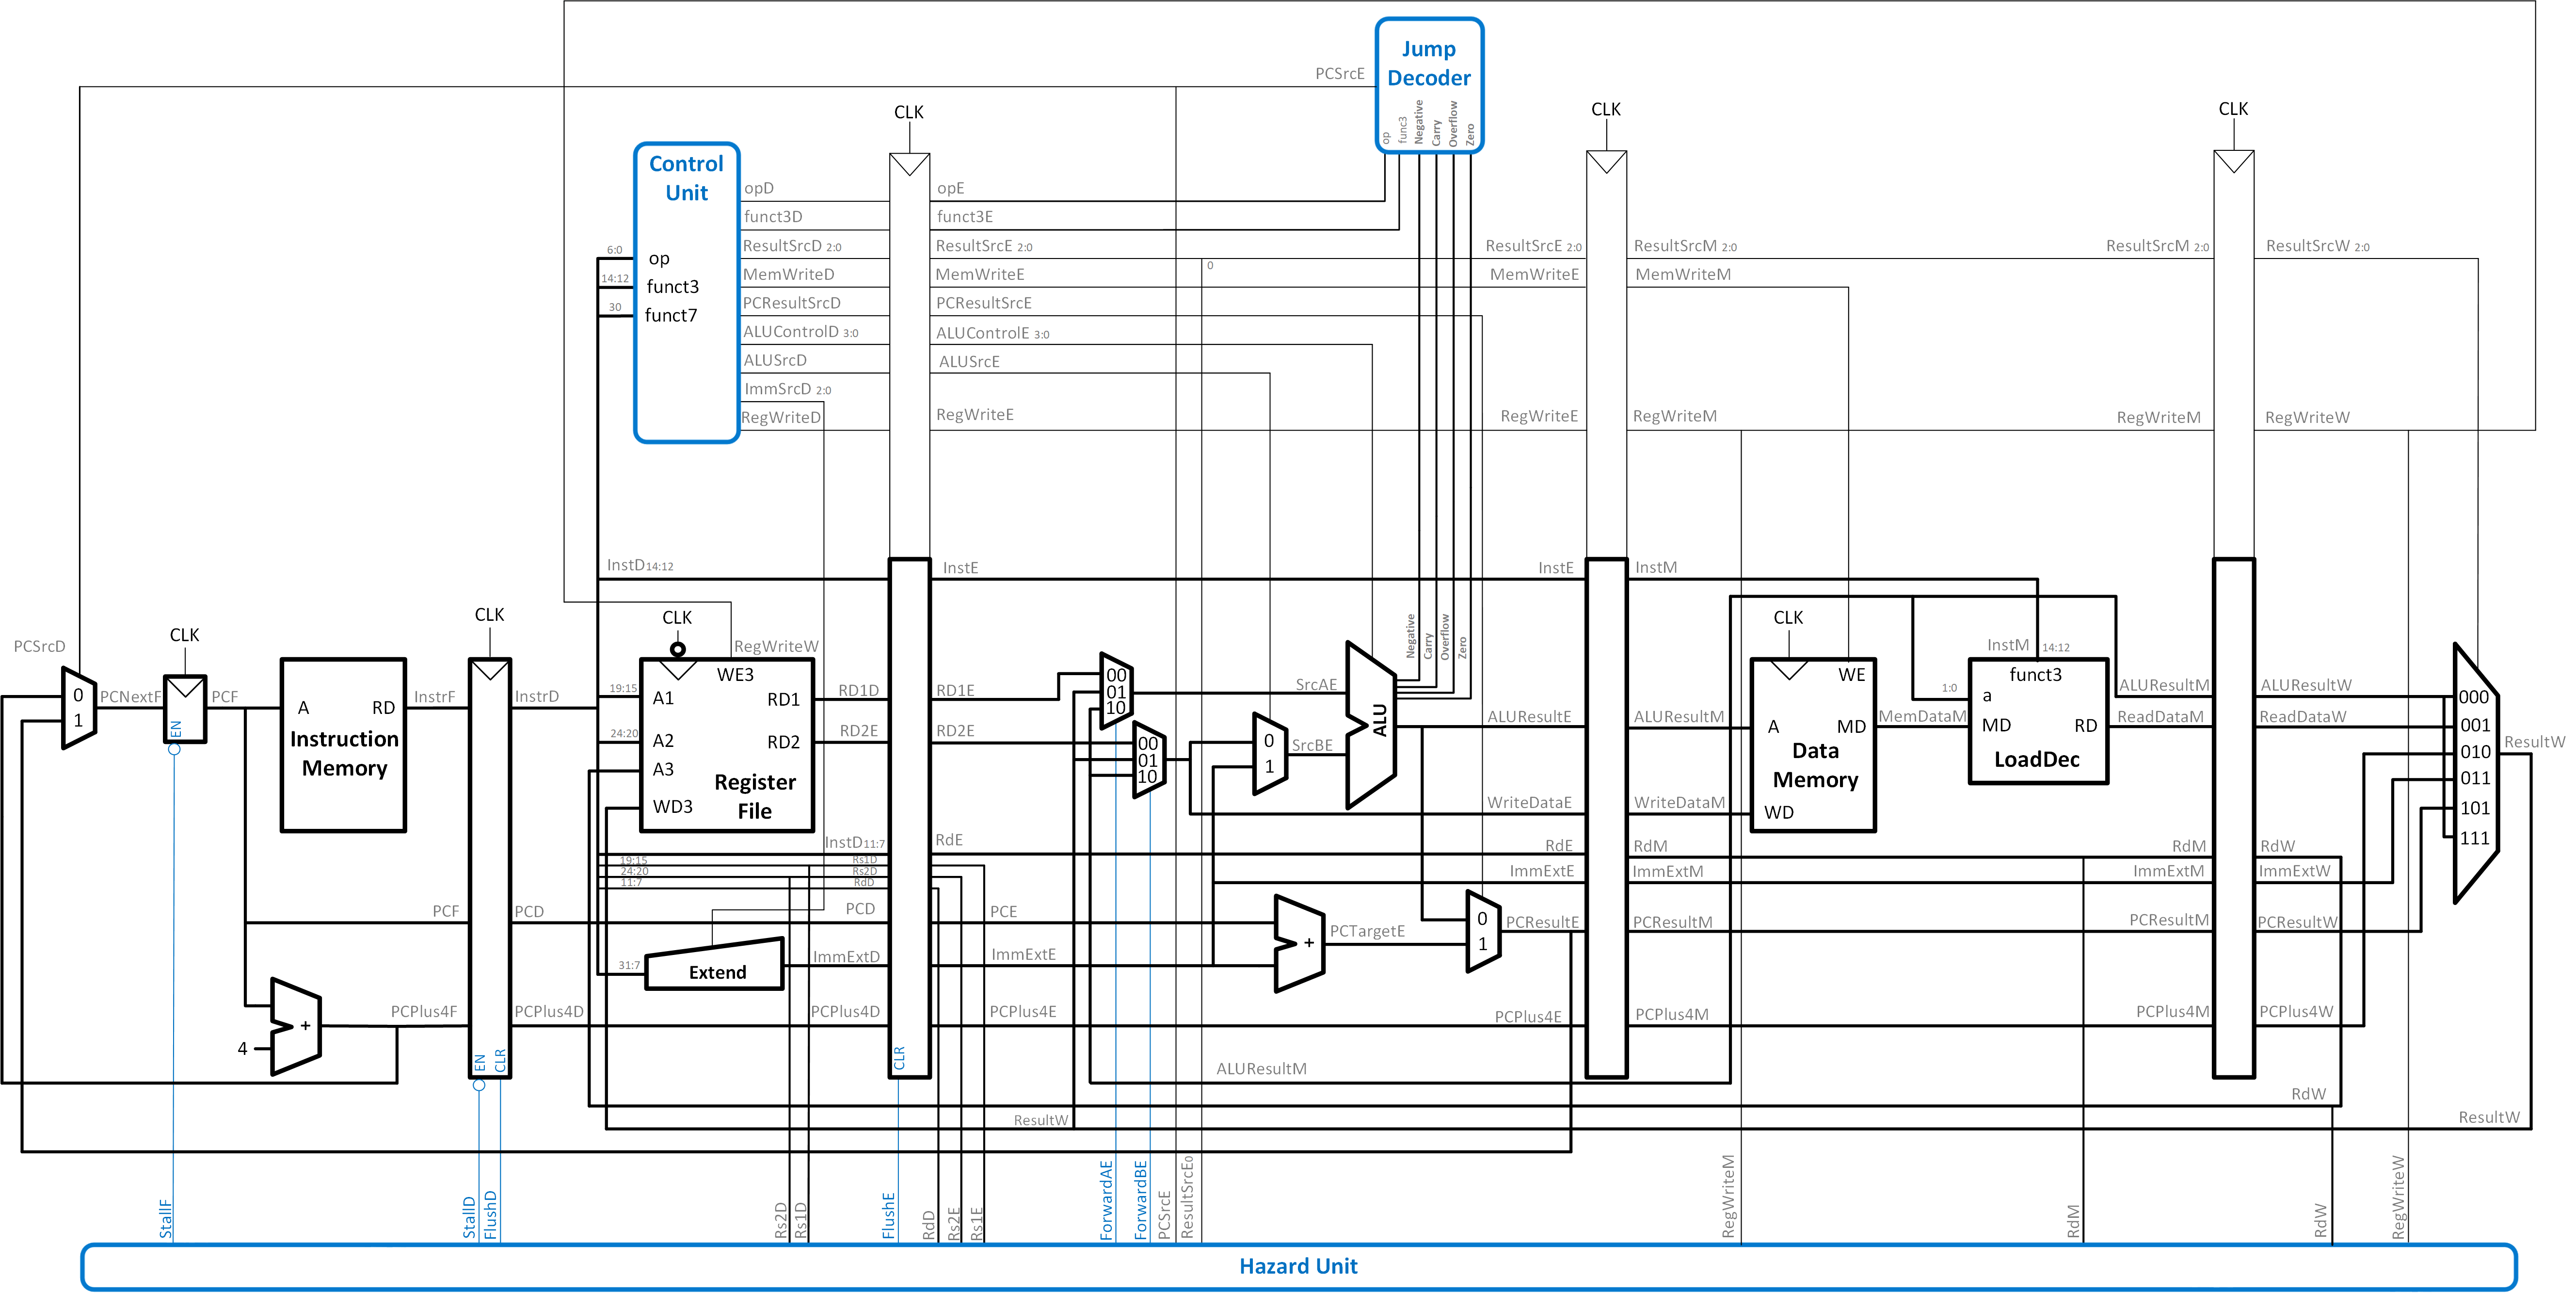 Jump
Decoder
op
func3
Negative
Carry
Overflow
Zero
PCSrcE
CLK
CLK
CLK
Control
Unit
6:0
op
14:12
funct3
30
funct7
opD
funct3D
ResultSrcD 2:0
MemWriteD
PCResultSrcD
ALUControlD 3:0
ALUSrcD
ImmSrcD 2:0
RegWriteD
opE
funct3E
ResultSrcE 2:0
0
MemWriteE
PCResultSrcE
ALUControlE 3:0
ALUSrcE
RegWriteE
ResultSrcE 2:0
MemWriteE
RegWriteE
ResultSrcM 2:0
MemWriteM
RegWriteM
ResultSrcM 2:0
RegWriteM
ResultSrcW 2:0
RegWriteW
InstD14:12
InstE
InstE
InstM
PCSrcD
0
1
PCNextF
CLK
EN
PCF
A
RD
Instruction
Memory
InstrF
CLK
InstrD
EN
CLR
CLK
RegWriteW
WE3
19:15
A1
RD1
24:20
A2
RD2
A3
WD3
Register
File
RD1D
RD2E
RD1E
RD2E
00
01
10
00
01
10
0
1
SrcAE
SrcBE
ALU
Negative
Carry
Overflow
Zero
ALUResultE
ALUResultM
WriteDataE
WriteDataM
CLK
WE
A
MD
Data
Memory
WD
MemDataM
InstM 14:12
funct3
1:0
a
MD
RD
LoadDec
ALUResultM
ReadDataM
ALUResultW
ReadDataW
000
001
010
011
101
111
ResultW
InstD11:7
19:15
Rs1D
24:20
Rs2D
11:7
RdD
RdE
RdE
RdM
RdM
RdW
ImmExtE
ImmExtM
ImmExtM
ImmExtW
PCF
PCD
PCD
PCE
31:7
Extend
ImmExtD
ImmExtE
+
PCTargetE
0
1
PCResultE
PCResultM
PCResultM
PCResultW
4
+
PCPlus4F
PCPlus4D
PCPlus4D
PCPlus4E
PCPlus4E
PCPlus4M
PCPlus4M
PCPlus4W
CLR
ALUResultM
RdW
ResultW
ResultW
StallF
StallD
FlushD
Rs2D
Rs1D
FlushE
RdD
Rs2E
Rs1E
ForwardAE
ForwardBE
PCSrcE
ResultSrcE0
RegWriteM
RdM
RdW
RegWriteW
Hazard Unit